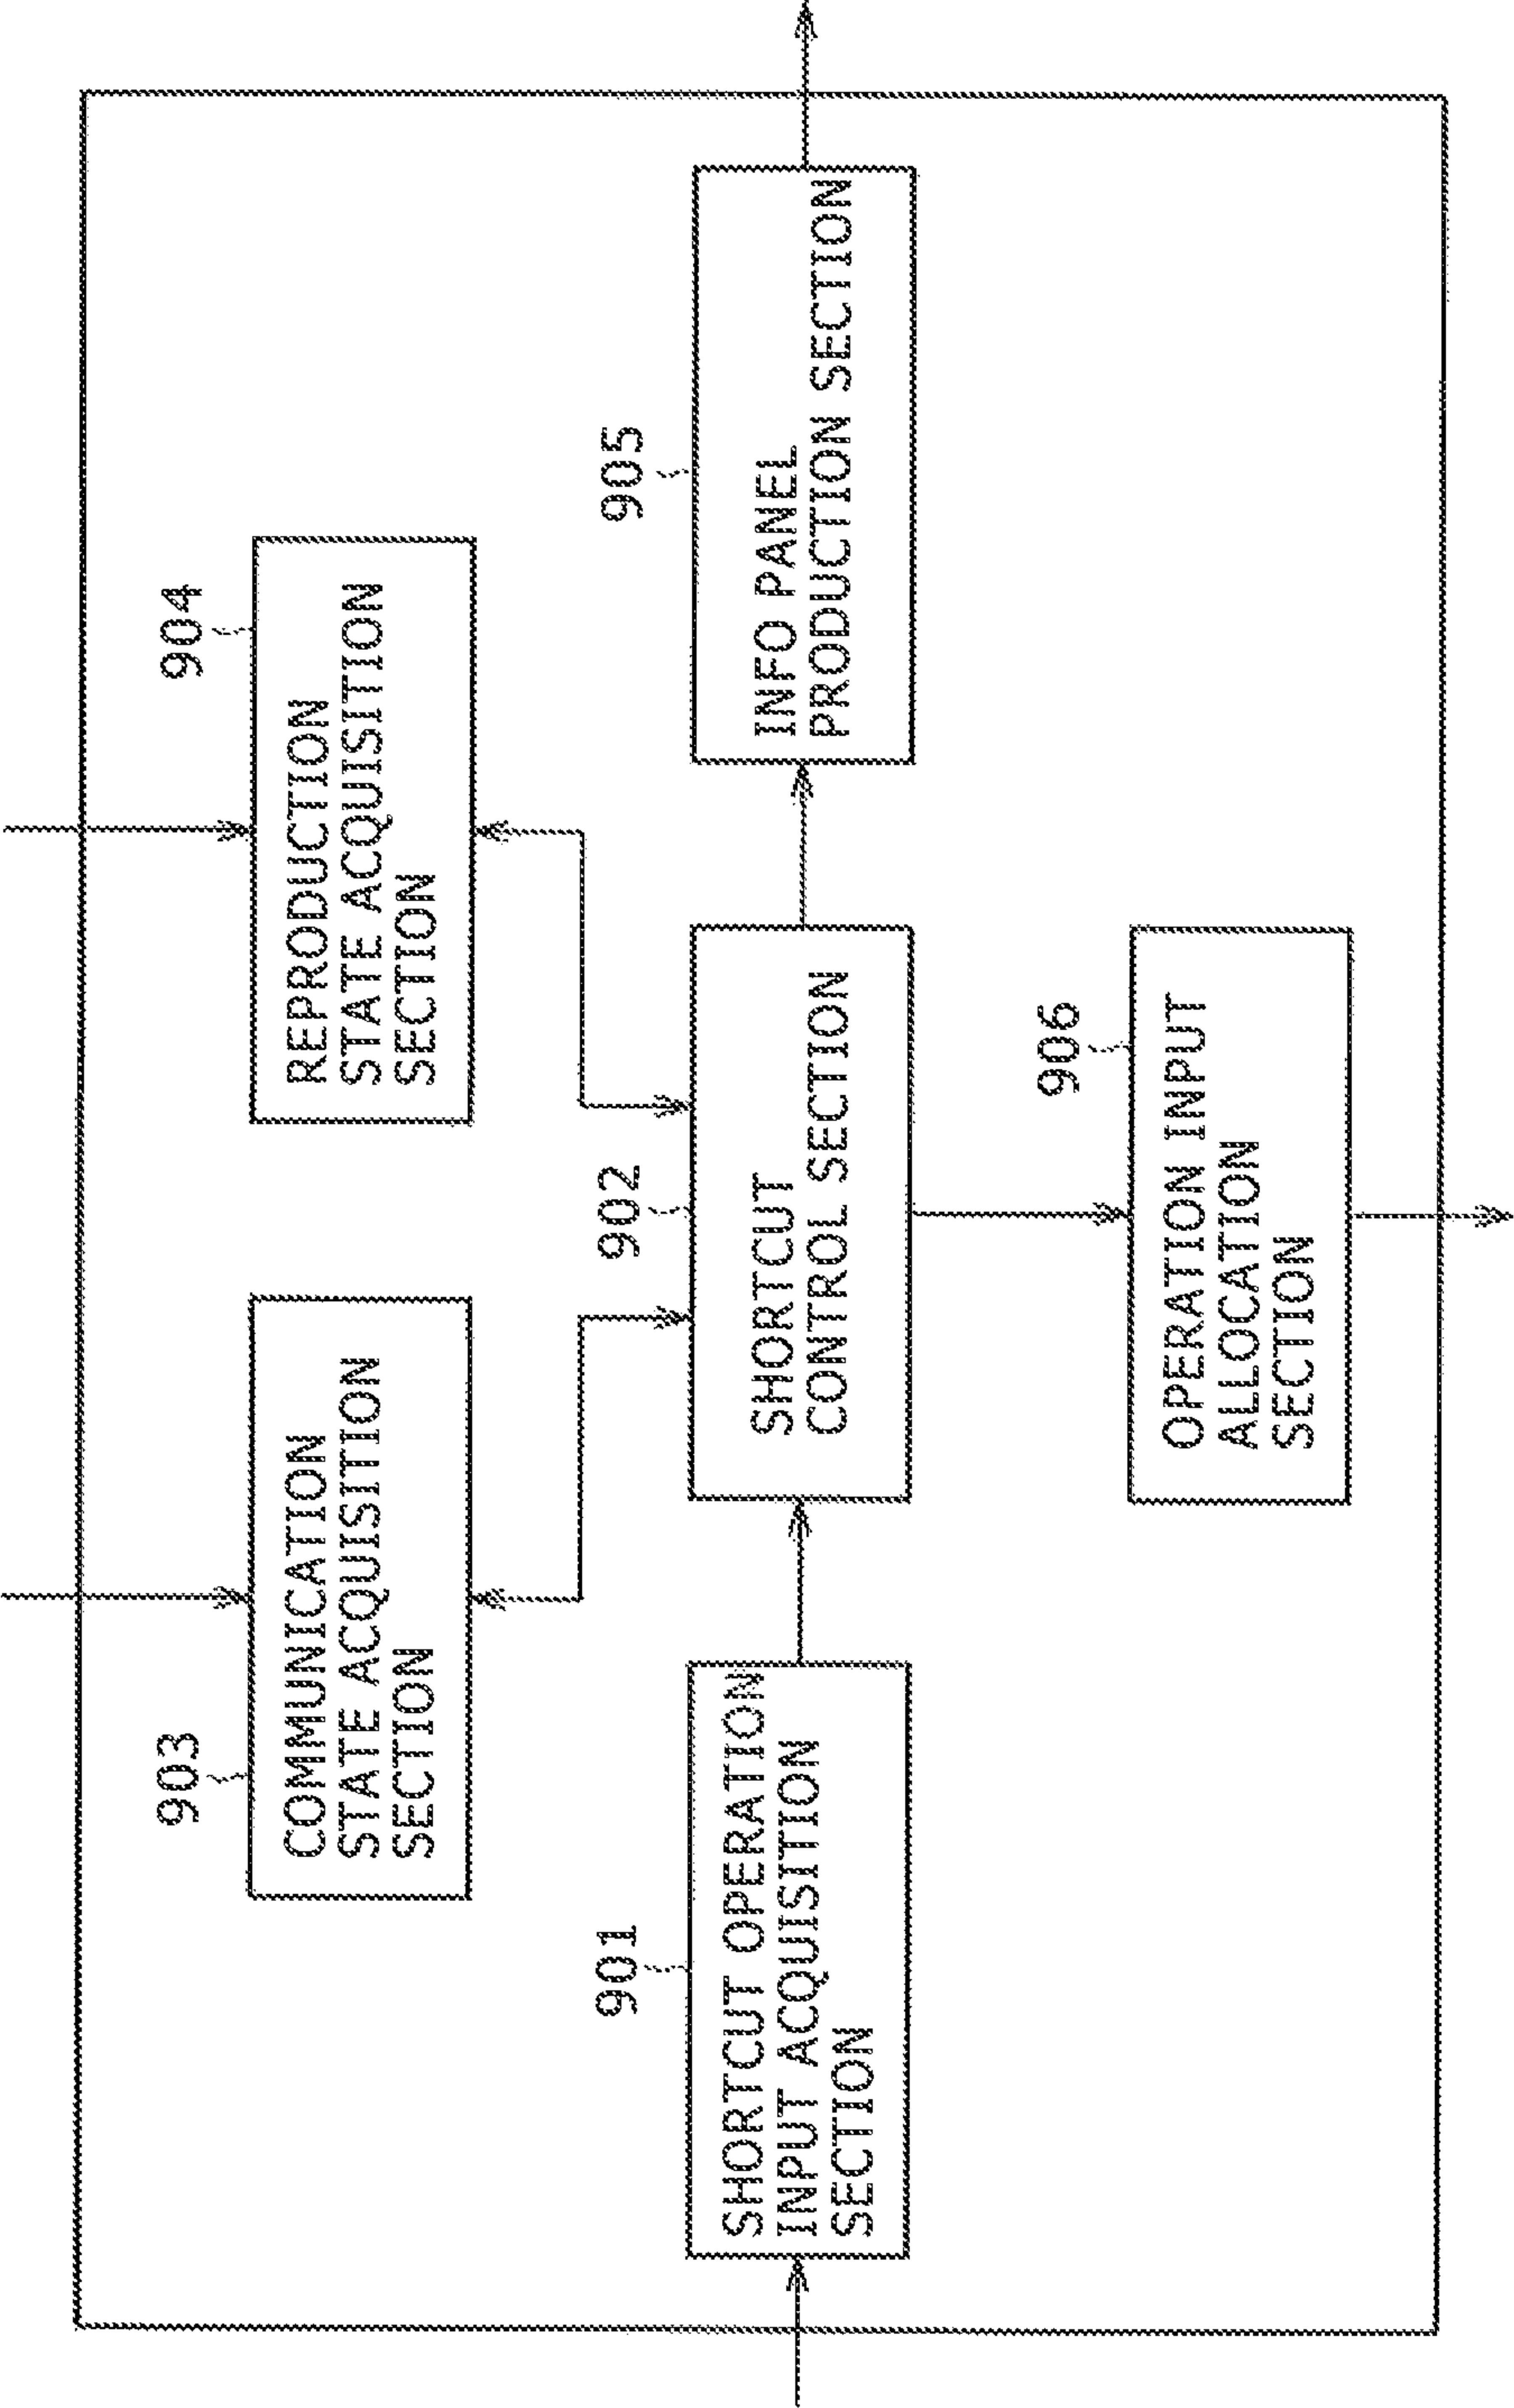 903
COMMUNICATION
STATE ACQUISITION
SECTION
904
REPRODUCTION
STATE ACQUISITION
SECTION
901
SHORTCUT OPERATION
INPUT ACQUISITION
SECTION
902
SHORTCUT
CONTROL SECTION
905
INFO PANEL
PRODUCTION SECTION
906
OPERATION INPUT
ALLOCATION
SECTION